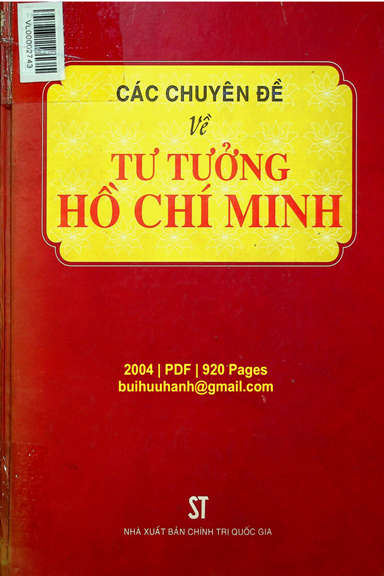 VL00002743
CÁC CHUYÊN ĐỀ
Về
TƯ TƯỞNG
HỒ CHÍ MINH
2004 | PDF | 920 Pages
buihuuhanh@gmail.com
ST
NHÀ XUẤT BẢN CHÍNH TRỊ QUỐC GIA